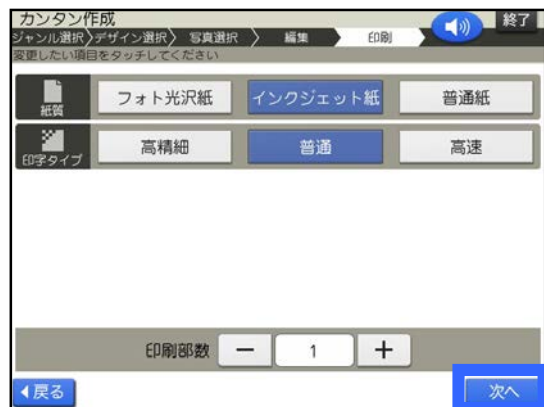 カンタン作成
終了
ジャンル選択〉デザイン選択〉 写真選択 〉 編集 印刷
変更したい項目をタッチしてください
紙質 フォト光沢紙 インクジェット紙 普通紙
印字タイプ 高精細 普通 高速
印刷部数 − 1 +
戻る 次へ